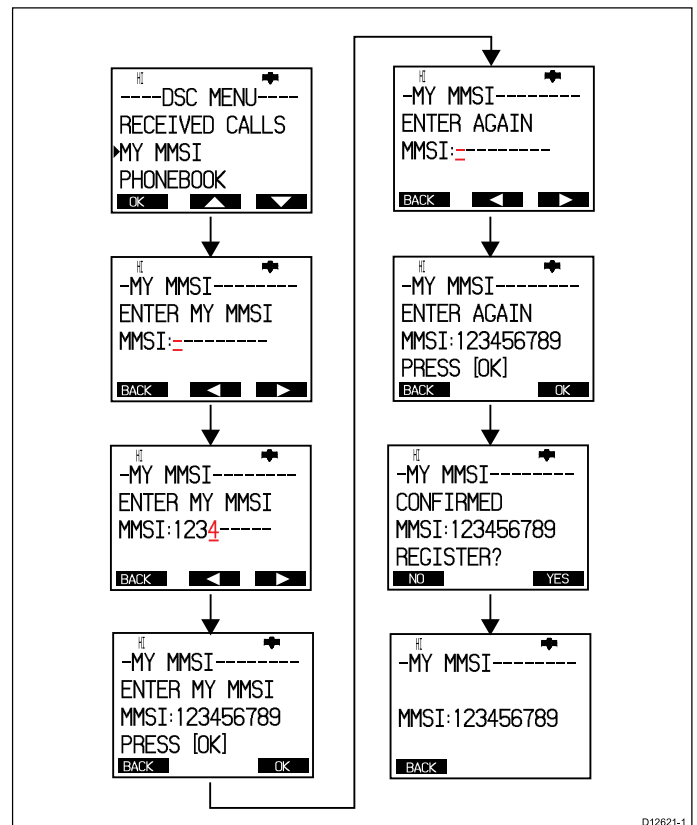 HI
----DSC MENU----
RECEIVED CALLS
MY MMSI
PHONEBOOK
OK
HI
-MY MMSI---------
ENTER MY MMSI
MMSI:---------
BACK
HI
-MY MMSI---------
ENTER MY MMSI
MMSI:1234-----
BACK
HI
-MY MMSI---------
ENTER MY MMSI
MMSI:123456789
PRESS [OK]
BACK OK
HI
-MY MMSI---------
ENTER AGAIN
MMSI:---------
BACK
HI
-MY MMSI---------
ENTER AGAIN
MMSI:123456789
PRESS [OK]
BACK OK
HI
-MY MMSI---------
CONFIRMED
MMSI:123456789
REGISTER?
NO YES
HI
-MY MMSI---------
MMSI:123456789
BACK
D12621-1